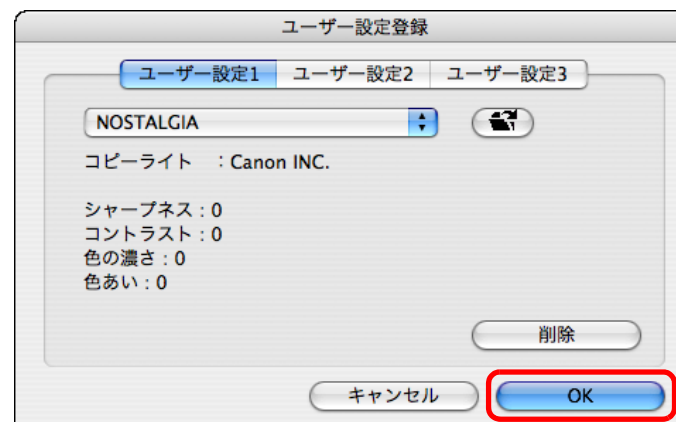 ユーザー設定登録
ユーザー設定1 ユーザー設定2 ユーザー設定3
NOSTALGIA
コピーライト : Canon INC.
シャープネス : 0
コントラスト : 0
色の濃さ : 0
色あい : 0
削除
キャンセル OK